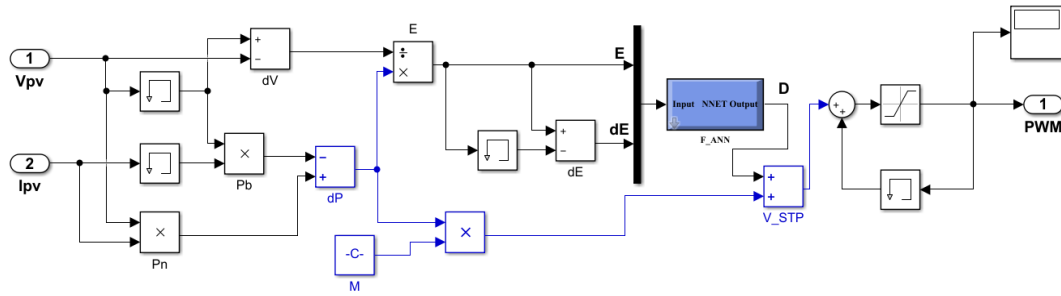 E
+
−
dV
÷
×
1
Vpv
E
Input NNET Output
F_ANN
D
+
+
1
PWM
2
Ipv
×
Pb
−
+
dP
+
−
dE
dE
+
+
V_STP
×
Pn
-C-
M
×